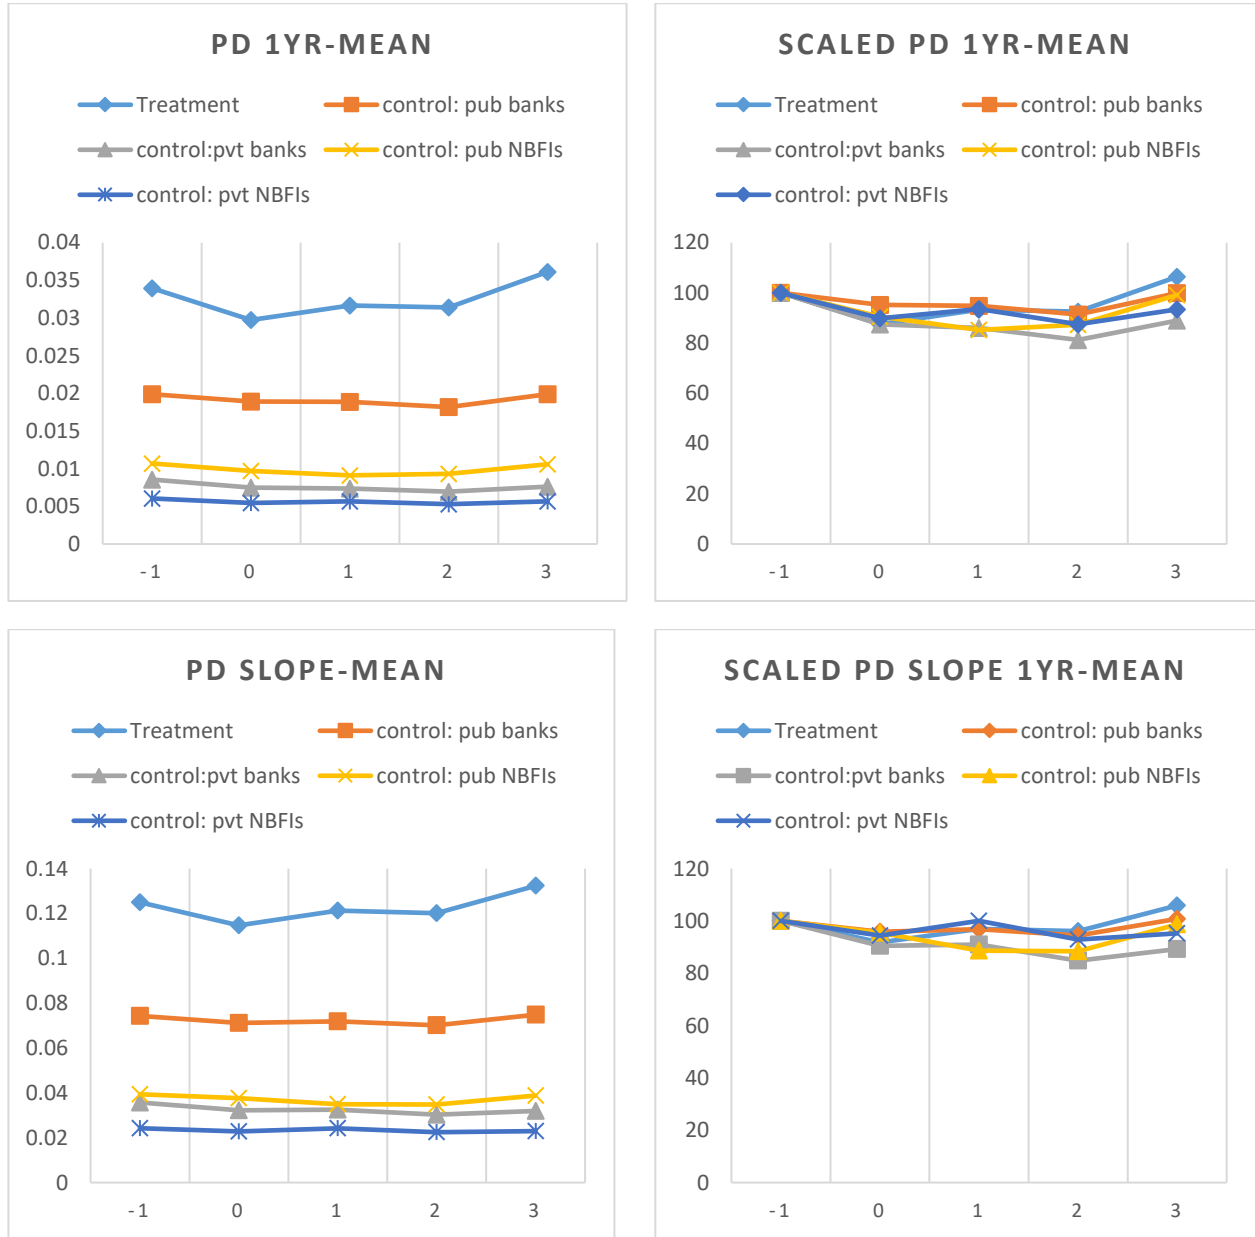 PD 1YR-MEAN
Treatment control: pub banks
control:pvt banks control: pub NBFIs
control: pvt NBFIs
0.04
0.035
0.03
0.025
0.02
0.015
0.01
0.005
0
-1 0 1 2 3
SCALED PD 1YR-MEAN
Treatment control: pub banks
control:pvt banks control: pub NBFIs
control: pvt NBFIs
120
100
80
60
40
20
0
-1 0 1 2 3
PD SLOPE-MEAN
Treatment control: pub banks
control:pvt banks control: pub NBFIs
control: pvt NBFIs
0.14
0.12
0.1
0.08
0.06
0.04
0.02
0
-1 0 1 2 3
SCALED PD SLOPE 1YR-MEAN
Treatment control: pub banks
control:pvt banks control: pub NBFIs
control: pvt NBFIs
120
100
80
60
40
20
0
-1 0 1 2 3